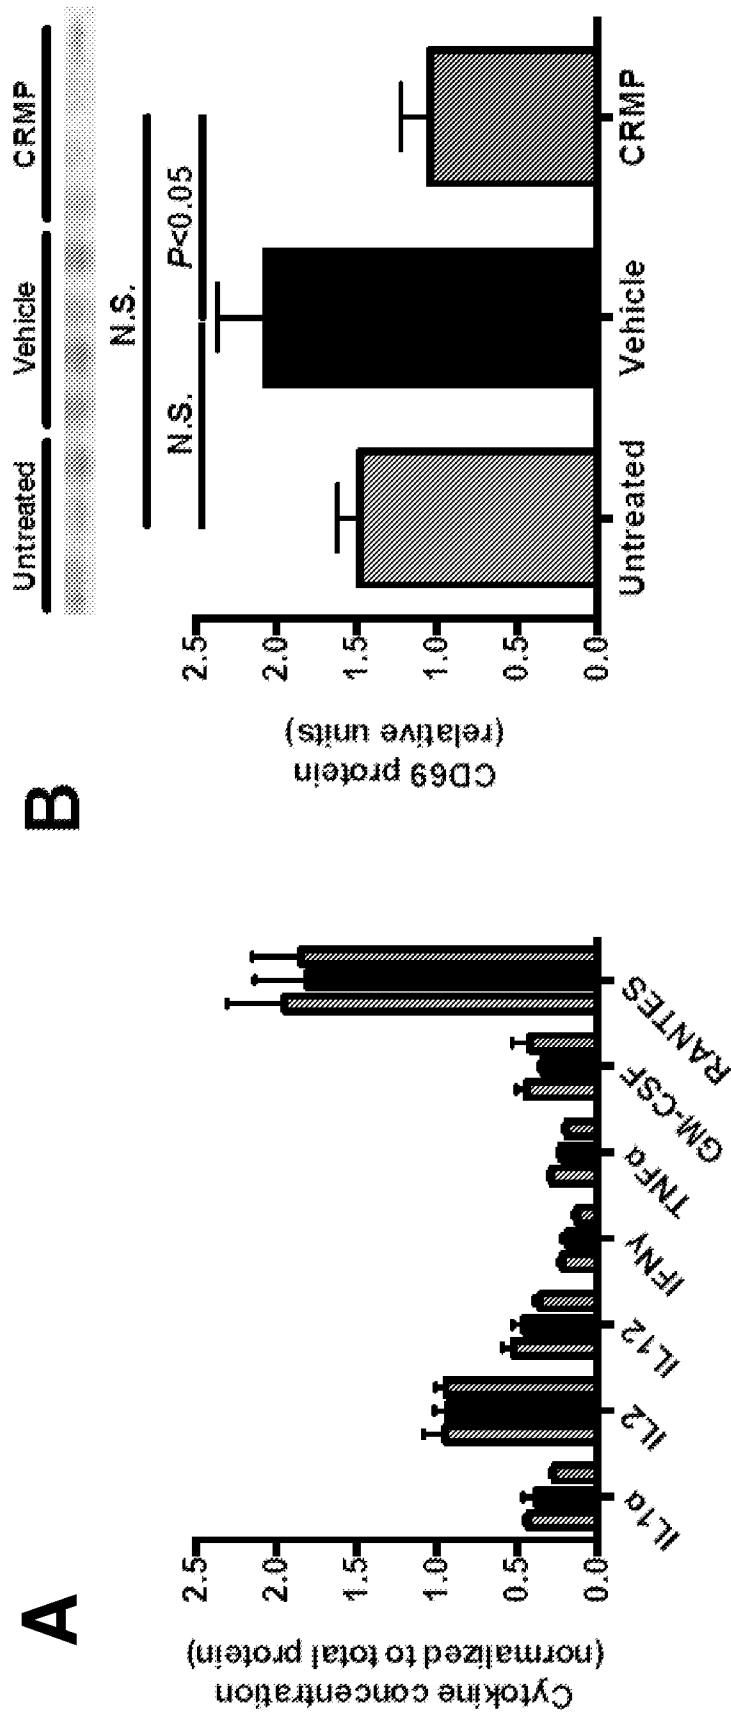 A
Cytokine concentration
(normalized to total protein)
2.5
2.0
1.5
1.0
0.5
0.0
IL1α
IL2
IL12
IFNγ
TNFα
GM-CSF
RANTES
B
Untreated Vehicle CRMP
N.S.
N.S. P<0.05
CD69 protein
(relative units)
2.5
2.0
1.5
1.0
0.5
0.0
Untreated Vehicle CRMP